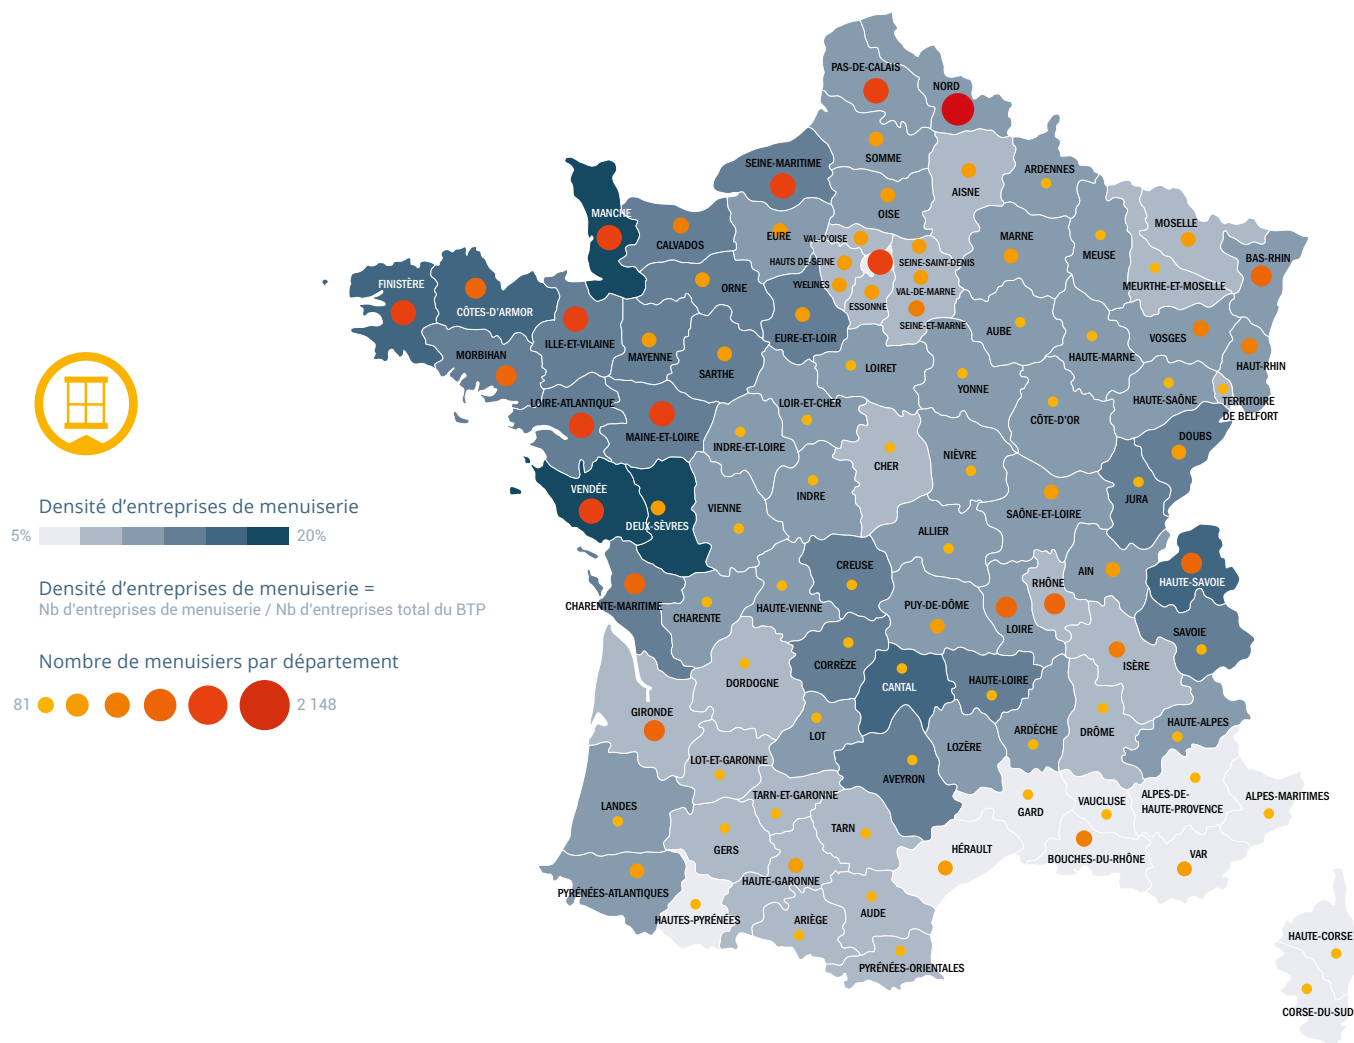 PAS-DE-CALAIS
NORD
SOMME
SEINE-MARITIME
AISNE
ARDENNES
OISE
MANCHE
CALVADOS
EURE
VAL-D'OISE
MARNE
MEUSE
MOSELLE
HAUTS DE-SEINE
SEINE-SAINT-DENIS
BAS-RHIN
YVELINES
VAL-DE-MARNE
MEURTHE-ET-MOSELLE
ORNE
ESSONNE
SEINE-ET-MARNE
FINISTÈRE
CÔTES-D'ARMOR
ILLE-ET-VILAINE
EURE-ET-LOIR
AUBE
VOSGES
MORBIHAN
MAYENNE
SARTHE
LOIRET
HAUTE-MARNE
HAUT-RHIN
YONNE
LOIRE-ATLANTIQUE
LOIR-ET-CHER
HAUTE-SAÔNE
TERRITOIRE
DE BELFORT
MAINE-ET-LOIRE
INDRE-ET-LOIRE
CÔTE-D'OR
DOUBS
CHER
NIÈVRE
VENDÉE
INDRE
JURA
DEUX-SÈVRES
VIENNE
SAÔNE-ET-LOIRE
ALLIER
Densité d'entreprises de menuiserie
5%
20%
CREUSE
AIN
RHÔNE
HAUTE-SAVOIE
Densité d'entreprises de menuiserie =
Nb d'entreprises de menuiserie / Nb d'entreprises total du BTP
CHARENTE-MARITIME
CHARENTE
HAUTE-VIENNE
PUY-DE-DÔME
LOIRE
SAVOIE
Nombre de menuisiers par département
81
2 148
CORRÈZE
ISÈRE
DORDOGNE
CANTAL
HAUTE-LOIRE
GIRONDE
LOT
ARDÈCHE
DRÔME
HAUTE-ALPES
LOZÈRE
LOT-ET-GARONNE
AVEYRON
LANDES
TARN-ET-GARONNE
GARD
VAUCLUSE
ALPES-DE-
HAUTE-PROVENCE
ALPES-MARITIMES
TARN
GERS
HÉRAULT
BOUCHES-DU-RHÔNE
VAR
PYRÉNÉES-ATLANTIQUES
HAUTE-GARONNE
HAUTES-PYRÉNÉES
ARIÈGE
AUDE
PYRÉNÉES-ORIENTALES
HAUTE-CORSE
CORSE-DU-SUD